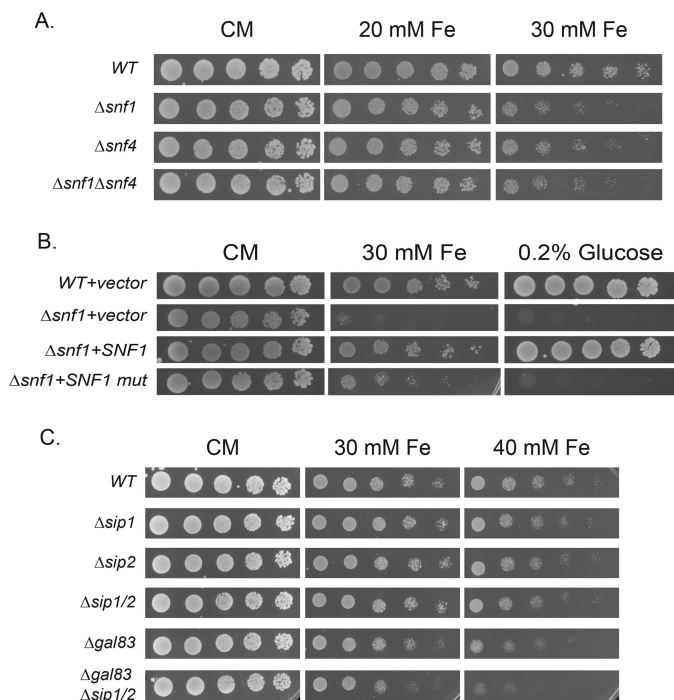 A.
CM 20 mM Fe 30 mM Fe
WT
Δsnf1
Δsnf4
Δsnf1Δsnf4
B.
CM 30 mM Fe 0.2% Glucose
WT+vector
Δsnf1+vector
Δsnf1+SNF1
Δsnf1+SNF1 mut
C.
CM 30 mM Fe 40 mM Fe
WT
Δsip1
Δsip2
Δsip1/2
Δgal83
Δgal83
Δsip1/2